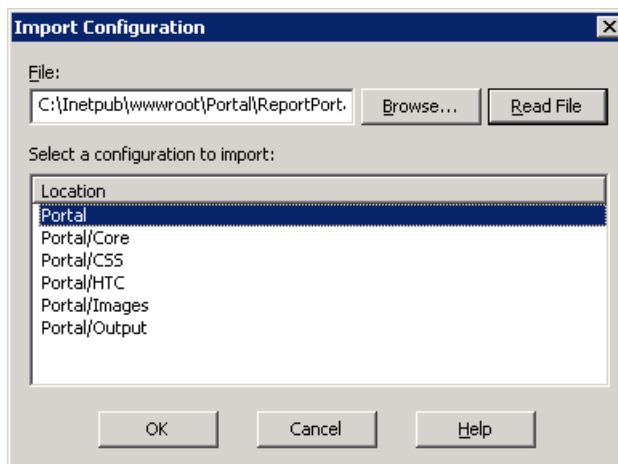 Import Configuration
File:
C:\Inetpub\wwwroot\Portal\ReportPort
Browse...
Read File
Select a configuration to import:
Location
Portal
Portal/Core
Portal/CSS
Portal/HTC
Portal/Images
Portal/Output
OK
Cancel
Help